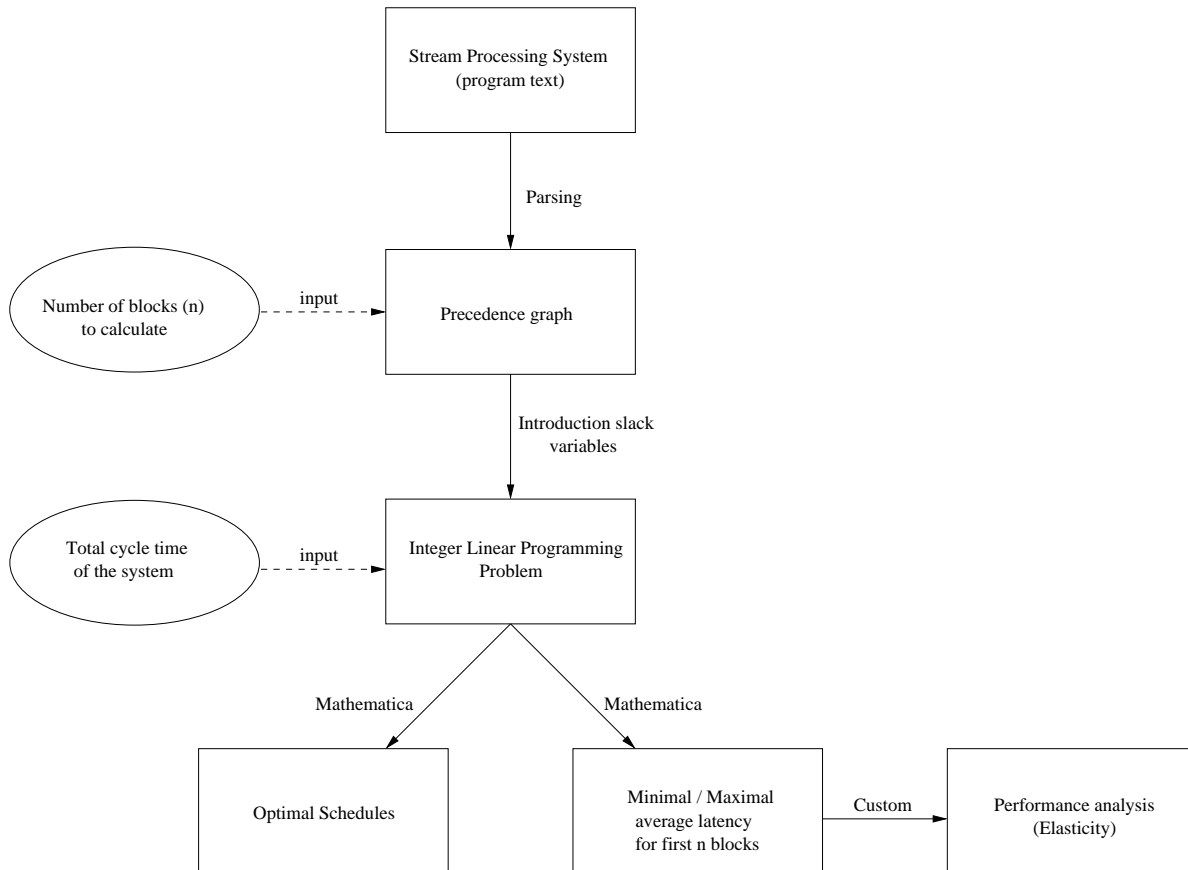 Stream Processing System
(program text)
Parsing
Number of blocks (n)
to calculate
input
Precedence graph
Introduction slack
variables
Total cycle time
of the system
input
Integer Linear Programming
Problem
Mathematica
Mathematica
Optimal Schedules
Minimal / Maximal
average latency
for first n blocks
Custom
Performance analysis
(Elasticity)